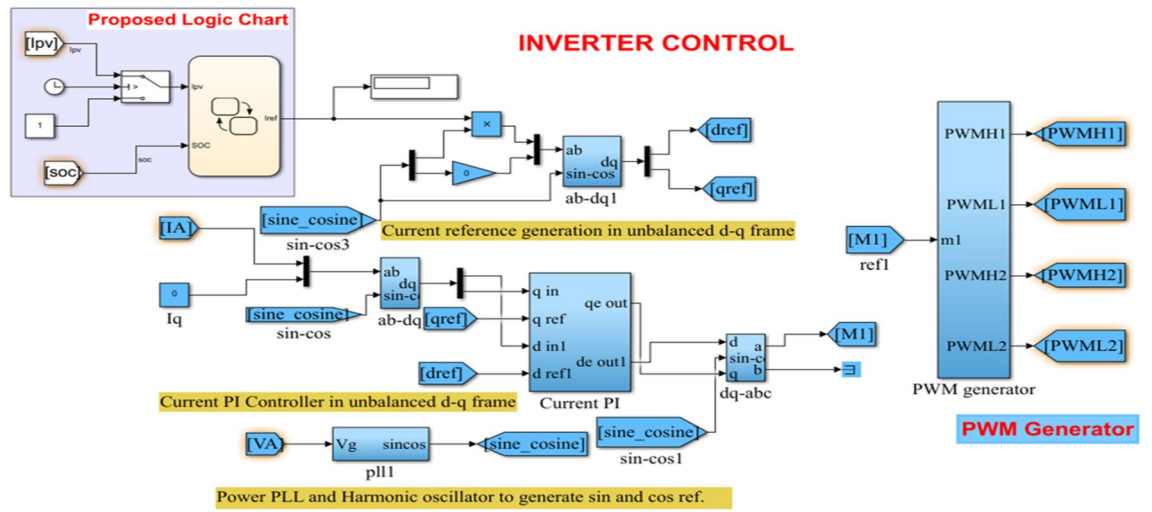 Proposed Logic Chart
[Ipv]
Ipv
>
1
Ipv
Iref
SOC
[soc]
soc
INVERTER CONTROL
×
0
ab
dq
sin-cos
ab-dq1
[dref]
[qref]
[sine_cosine]
sin-cos3
Current reference generation in unbalanced d-q frame
[IA]
0
Iq
[sine_cosine]
sin-cos
ab
dq
sin-c
ab-dq
[qref]
[dref]
q in
q ref
d in1
d ref1
qe out
de out1
Current PI
Current PI Controller in unbalanced d-q frame
d
a
sin-c
q
b
dq-abc
[M1]
[sine_cosine]
sin-cos1
[VA]
Vg
sincos
pll1
[sine_cosine]
Power PLL and Harmonic oscillator to generate sin and cos ref.
[M1]
ref1
m1
PWMH1
PWML1
PWMH2
PWML2
PWM generator
[PWMH1]
[PWML1]
[PWMH2]
[PWML2]
PWM Generator